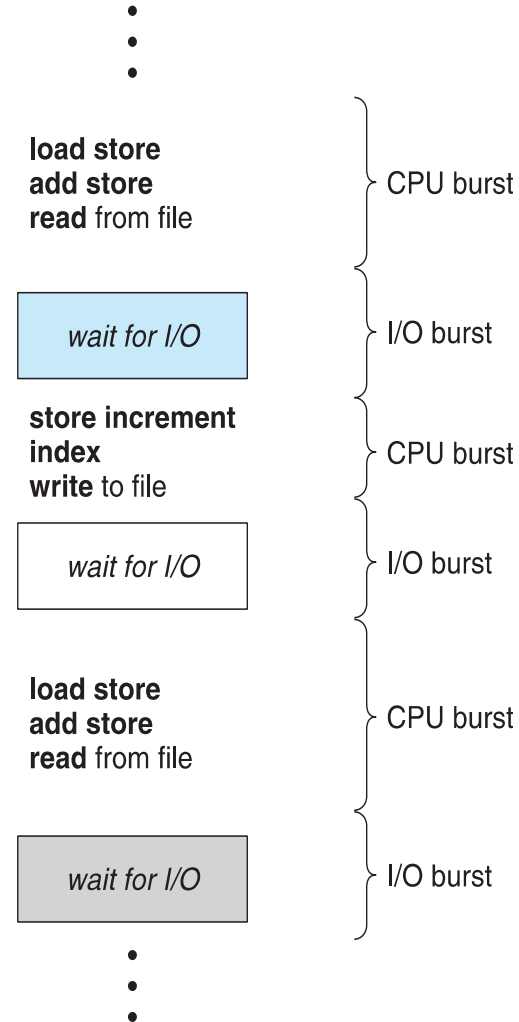 load store
add store
read from file
CPU burst
wait for I/O
I/O burst
store increment
index
write to file
CPU burst
wait for I/O
I/O burst
load store
add store
read from file
CPU burst
wait for I/O
I/O burst